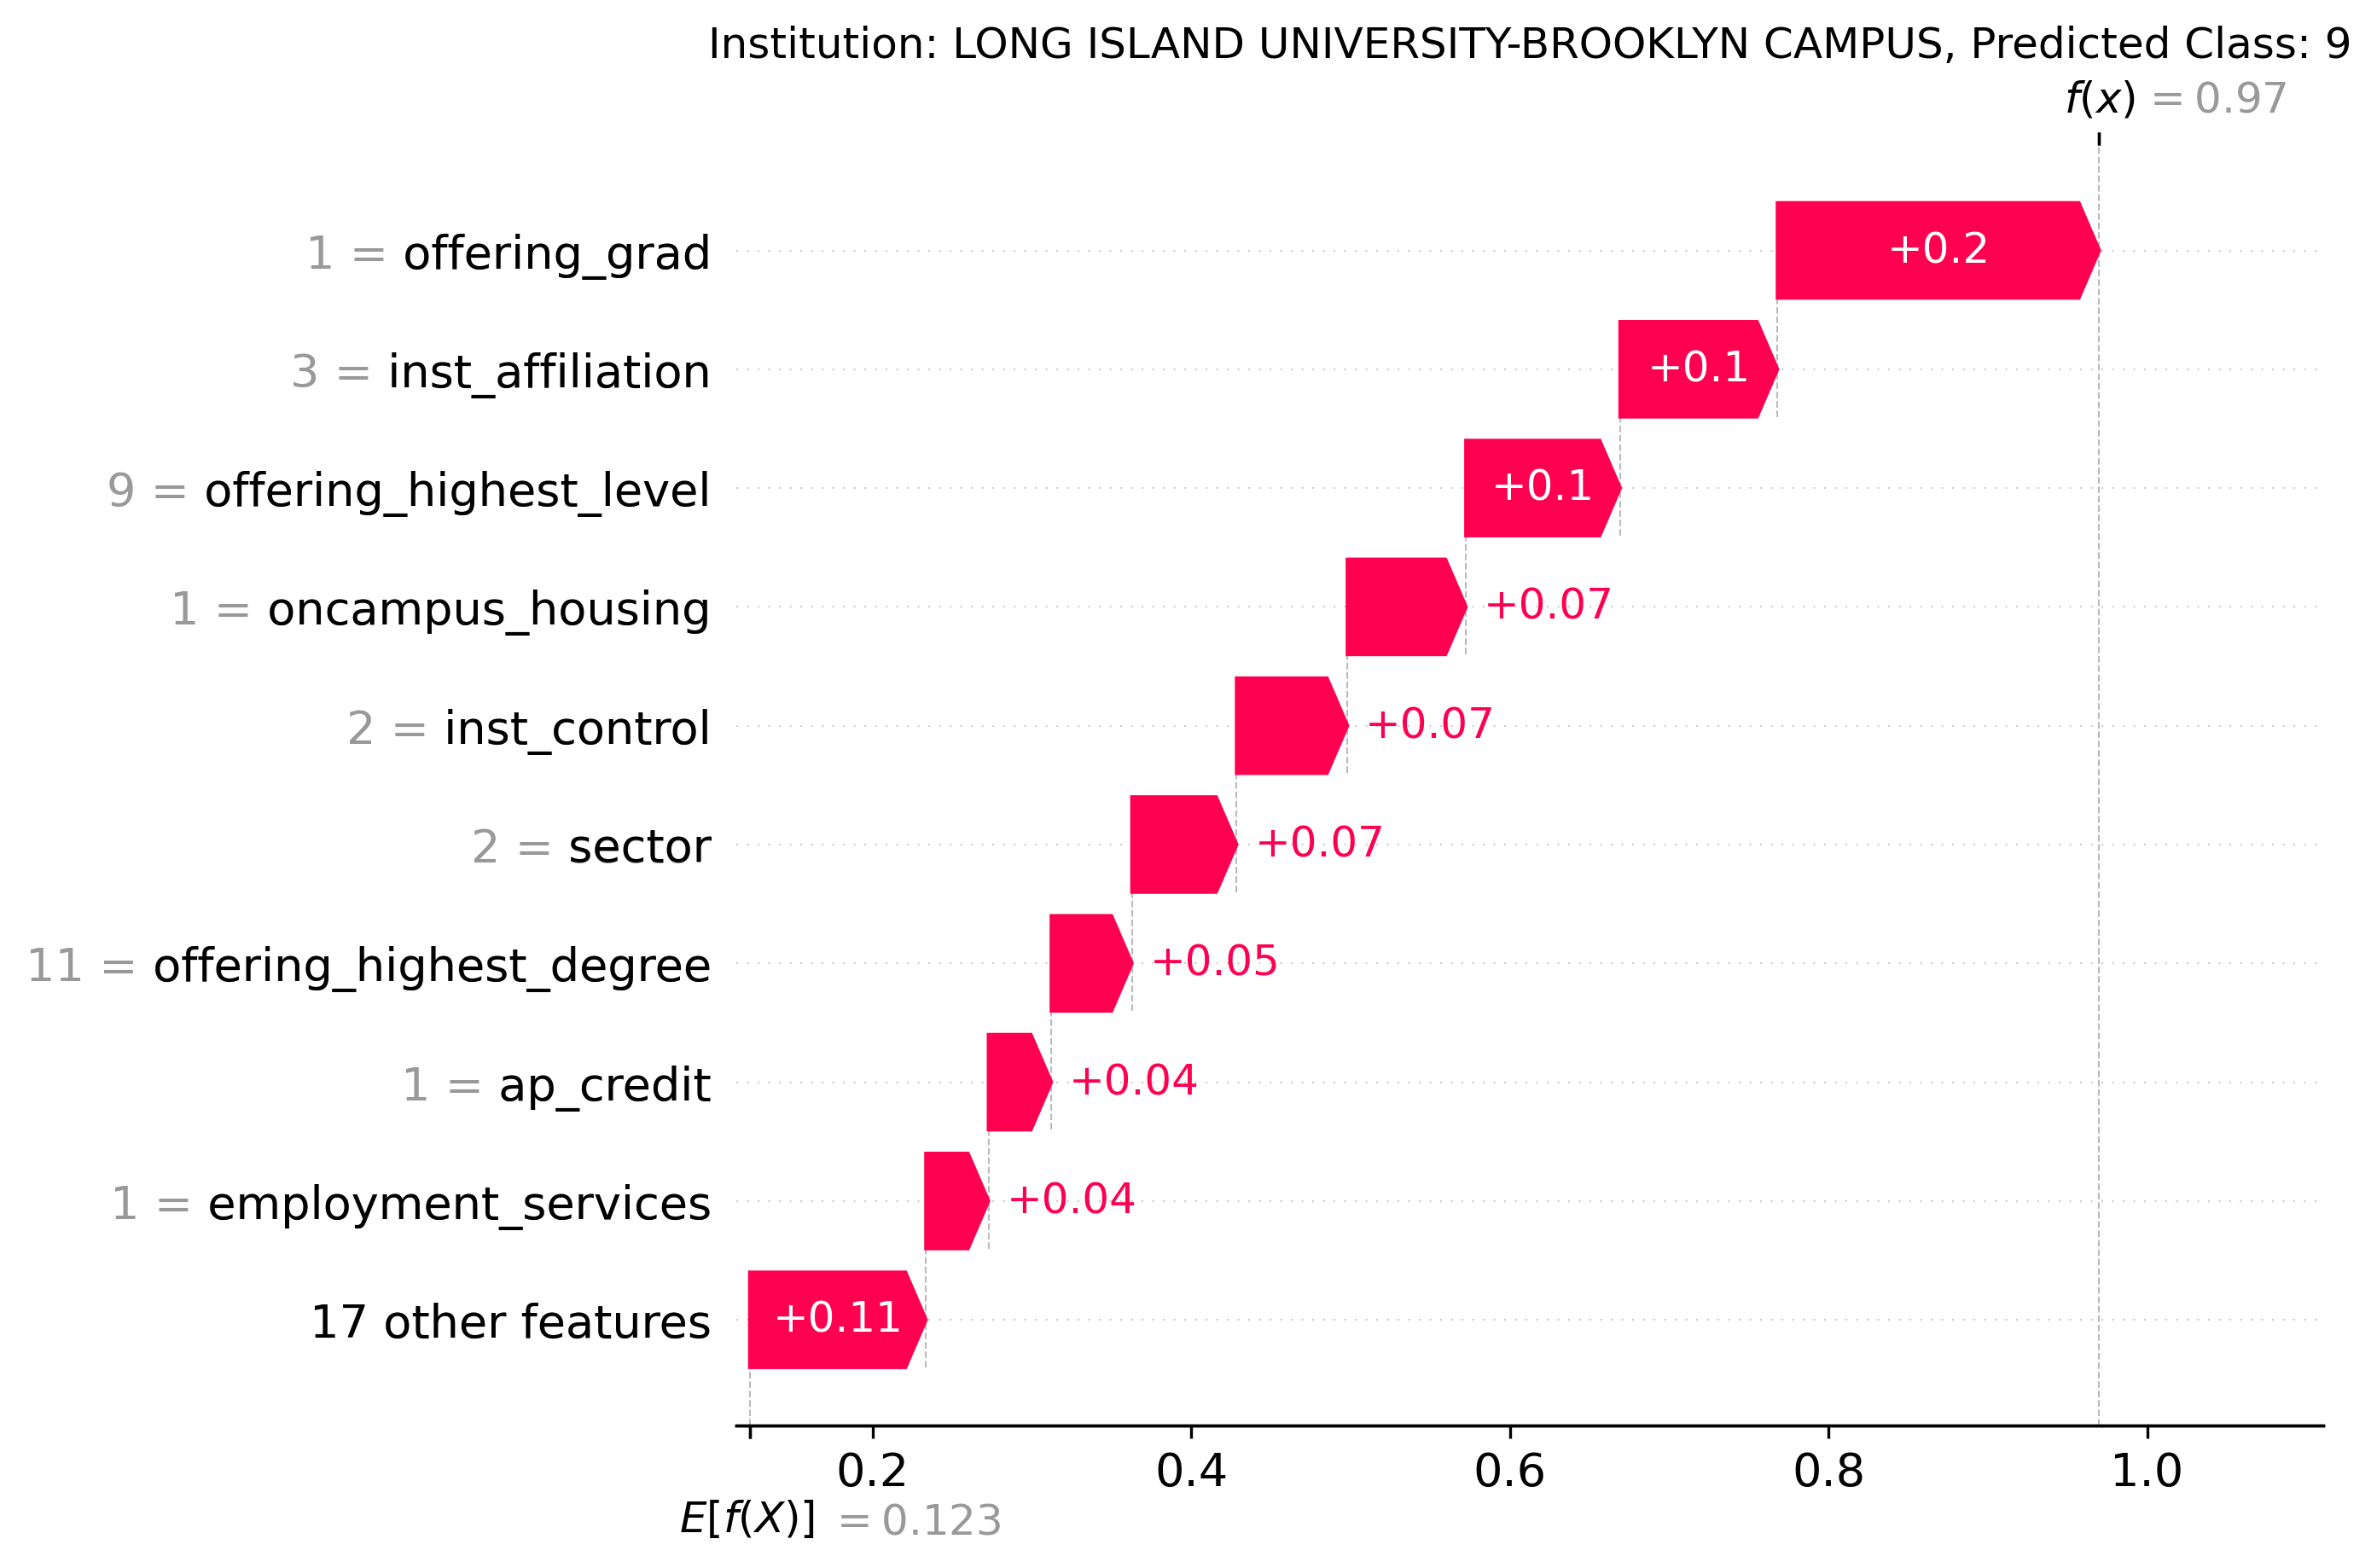 Institution: LONG ISLAND UNIVERSITY-BROOKLYN CAMPUS, Predicted Class: 9
f(x) = 0.97
1 = offering_grad +0.2
3 = inst_affiliation +0.1
9 = offering_highest_level +0.1
1 = oncampus_housing +0.07
2 = inst_control +0.07
2 = sector +0.07
11 = offering_highest_degree +0.05
1 = ap_credit +0.04
1 = employment_services +0.04
17 other features +0.11
0.2 0.4 0.6 0.8 1.0
E[f(X)] = 0.123